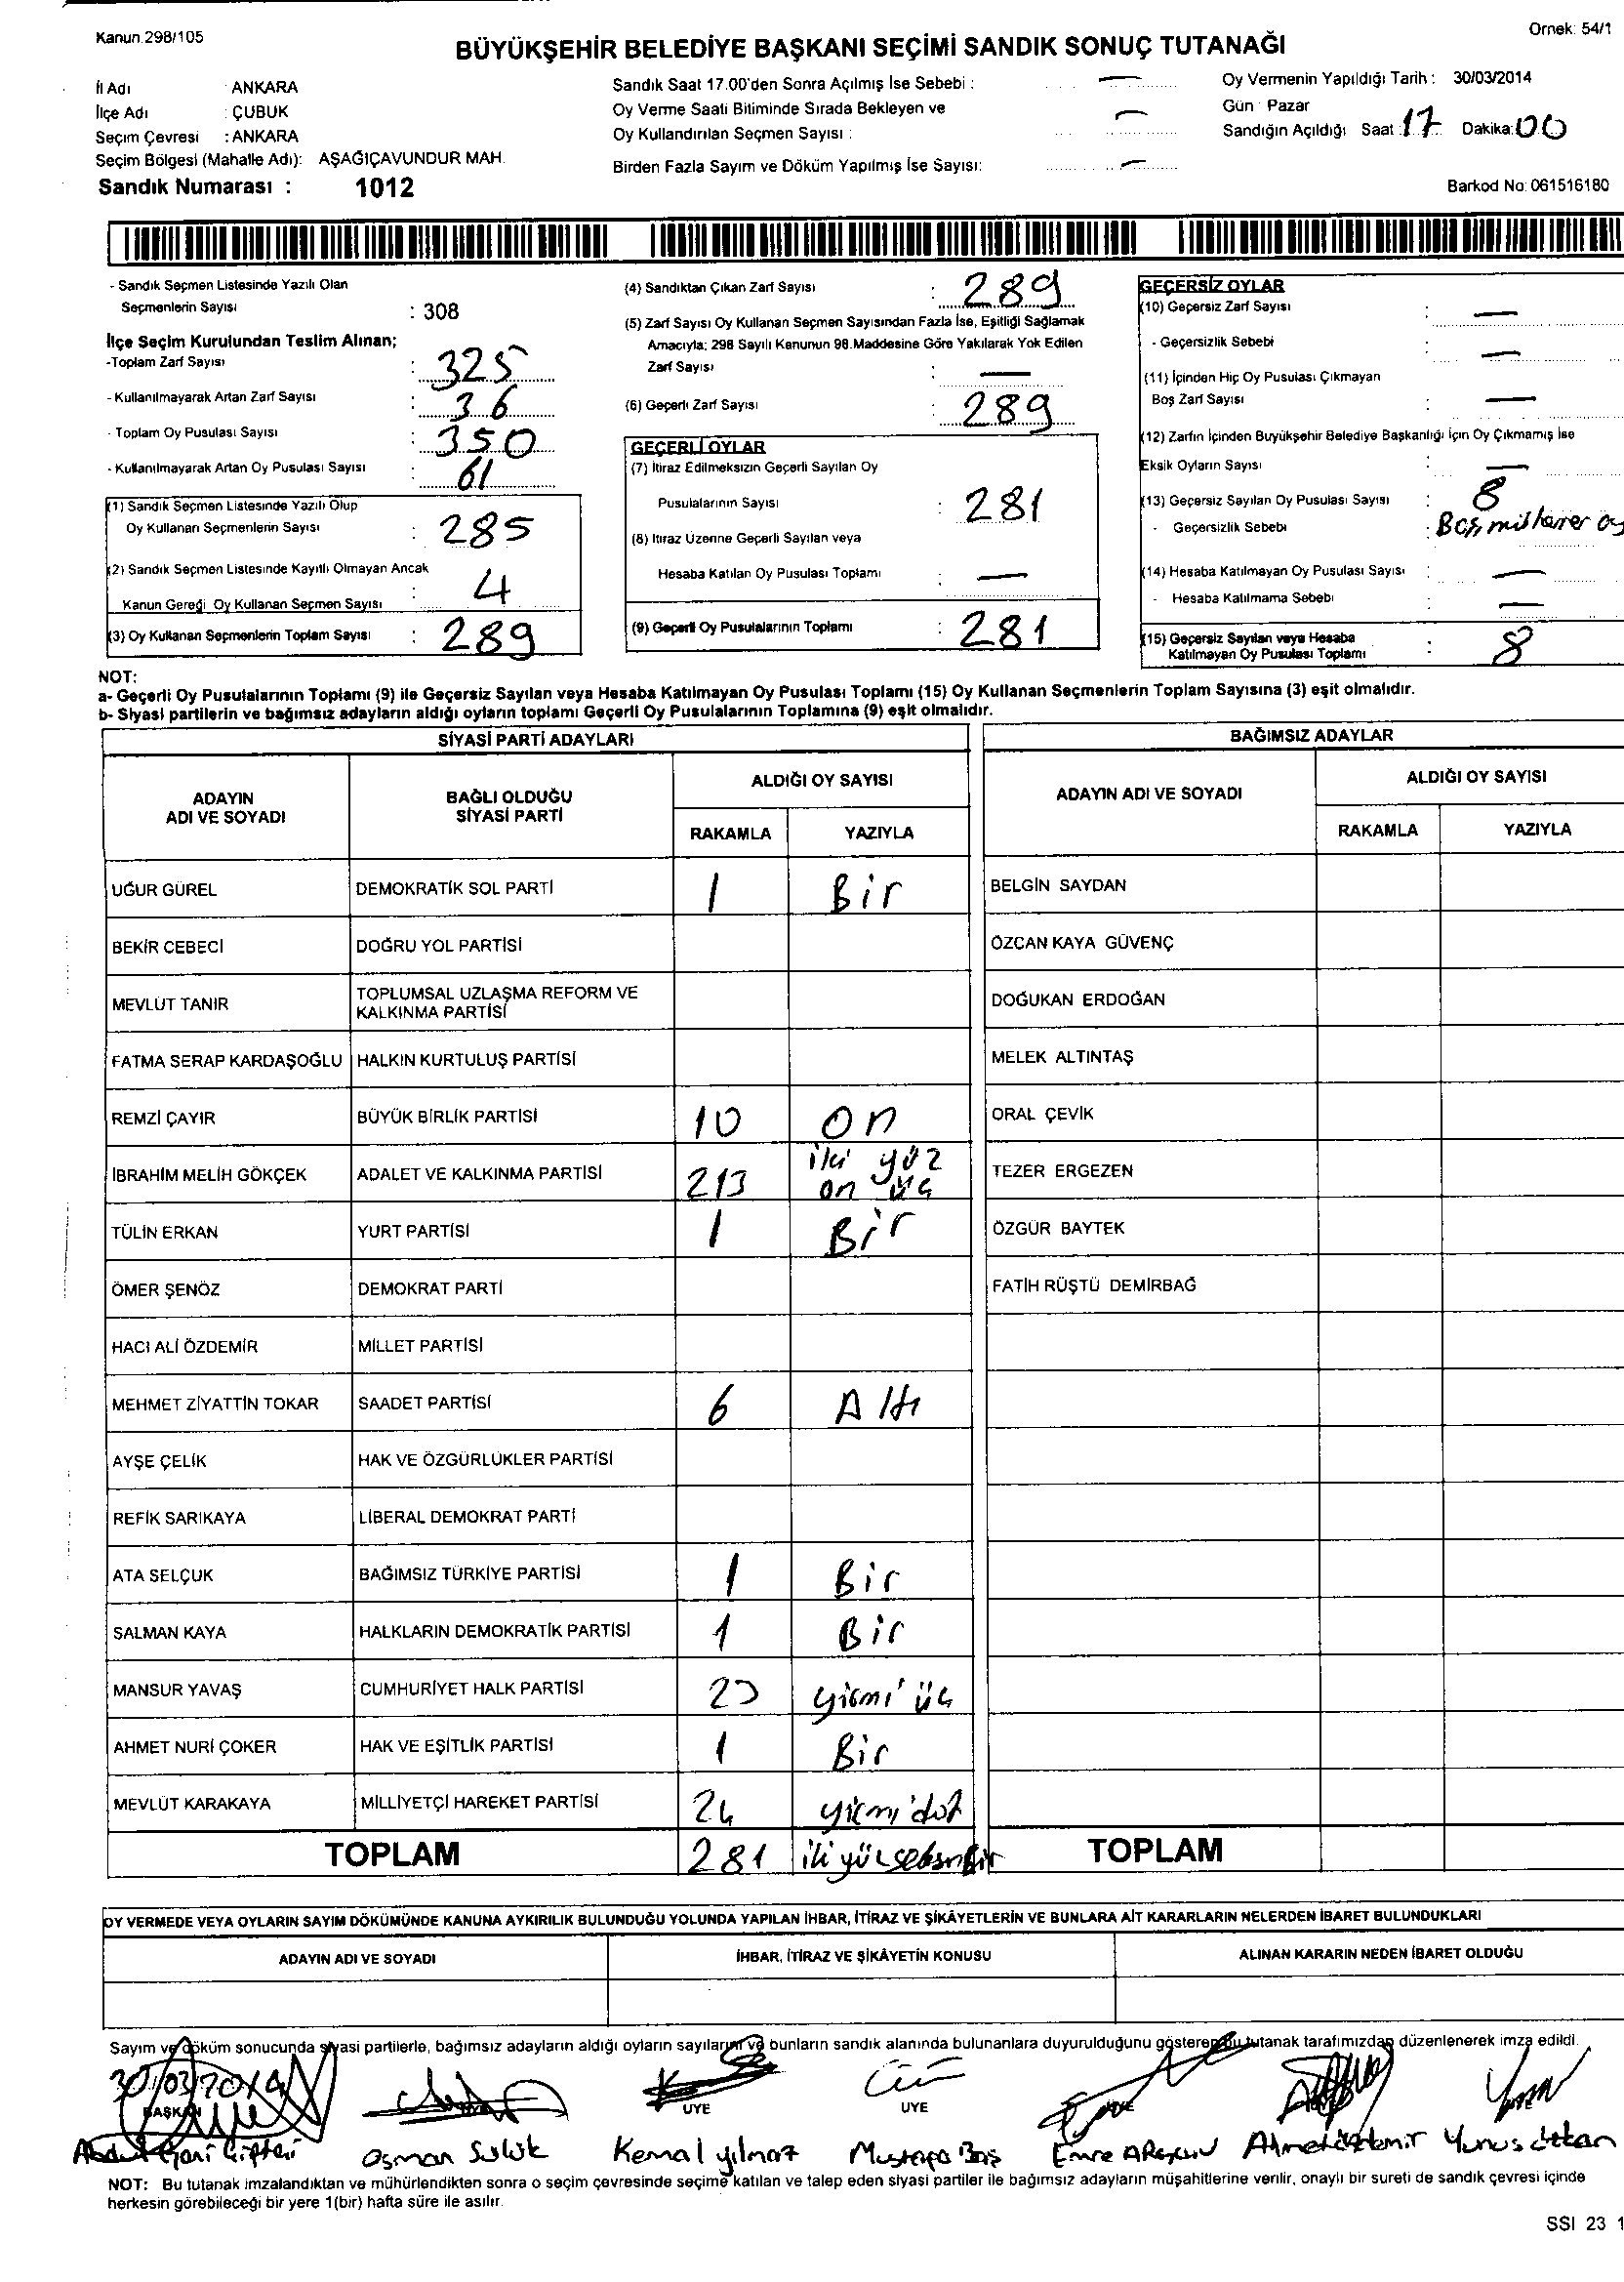 Kanun 298/105
Ornek: 54/1
BÜYÜKŞEHİR BELEDİYE BAŞKANI SEÇİMİ SANDIK SONUÇ TUTANAĞI
İl Adı : ANKARA
İlçe Adı : ÇUBUK
Seçim Çevresi : ANKARA
Seçim Bölgesi (Mahalle Adı): AŞAĞIÇAVUNDUR MAH.
Sandık Numarası : 1012
Sandık Saat 17.00'den Sonra Açılmış İse Sebebi : —
Oy Verme Saati Bitiminde Sırada Bekleyen ve
Oy Kullandırılan Seçmen Sayısı : —
Birden Fazla Sayım ve Döküm Yapılmış İse Sayısı: —
Oy Vermenin Yapıldığı Tarih : 30/03/2014
Gün : Pazar
Sandığın Açıldığı Saat : 17 Dakika: 00
Barkod No: 061516180
- Sandık Seçmen Listesinde Yazılı Olan
Seçmenlerin Sayısı : 308
İlçe Seçim Kurulundan Teslim Alınan;
-Toplam Zarf Sayısı : 325
- Kullanılmayarak Artan Zarf Sayısı : 36
- Toplam Oy Pusulası Sayısı : 350
- Kullanılmayarak Artan Oy Pusulası Sayısı : 61
(1) Sandık Seçmen Listesinde Yazılı Olup
Oy Kullanan Seçmenlerin Sayısı : 285
(2) Sandık Seçmen Listesinde Kayıtlı Olmayan Ancak
Kanun Gereği Oy Kullanan Seçmen Sayısı : 4
(3) Oy Kullanan Seçmenlerin Toplam Sayısı : 289
(4) Sandıktan Çıkan Zarf Sayısı : 289
(5) Zarf Sayısı Oy Kullanan Seçmen Sayısından Fazla İse, Eşitliği Sağlamak
Amacıyla; 298 Sayılı Kanunun 98.Maddesine Göre Yakılarak Yok Edilen
Zarf Sayısı : —
(6) Geçerli Zarf Sayısı : 289
GEÇERLİ OYLAR
(7) İtiraz Edilmeksizin Geçerli Sayılan Oy
Pusulalarının Sayısı : 281
(8) İtiraz Üzerine Geçerli Sayılan veya
Hesaba Katılan Oy Pusulası Toplamı : —
(9) Geçerli Oy Pusulalarının Toplamı : 281
GEÇERSİZ OYLAR
(10) Geçersiz Zarf Sayısı : —
- Geçersizlik Sebebi : —
(11) İçinden Hiç Oy Pusulası Çıkmayan
Boş Zarf Sayısı : —
(12) Zarfın İçinden Büyükşehir Belediye Başkanlığı İçin Oy Çıkmamış İse
Eksik Oyların Sayısı : —
(13) Geçersiz Sayılan Oy Pusulası Sayısı : 8
- Geçersizlik Sebebi : Boş,
(14) Hesaba Katılmayan Oy Pusulası Sayısı : —
- Hesaba Katılmama Sebebi : —
(15) Geçersiz Sayılan veya Hesaba
Katılmayan Oy Pusulası Toplamı : 8
NOT:
a- Geçerli Oy Pusulalarının Toplamı (9) ile Geçersiz Sayılan veya Hesaba Katılmayan Oy Pusulası Toplamı (15) Oy Kullanan Seçmenlerin Toplam Sayısına (3) eşit olmalıdır.
b- Siyasi partilerin ve bağımsız adayların aldığı oyların toplamı Geçerli Oy Pusulalarının Toplamına (9) eşit olmalıdır.
SİYASİ PARTİ ADAYLARI
ADAYIN ADI VE SOYADI
BAĞLI OLDUĞU SİYASİ PARTİ
ALDIĞI OY SAYISI
RAKAMLA YAZIYLA
UĞUR GÜREL DEMOKRATİK SOL PARTİ 1 Bir
BEKİR CEBECİ DOĞRU YOL PARTİSİ
MEVLÜT TANIR TOPLUMSAL UZLAŞMA REFORM VE KALKINMA PARTİSİ
FATMA SERAP KARDAŞOĞLU HALKIN KURTULUŞ PARTİSİ
REMZİ ÇAYIR BÜYÜK BİRLİK PARTİSİ 10 on
İBRAHİM MELİH GÖKÇEK ADALET VE KALKINMA PARTİSİ 213 iki yüz on üç
TÜLİN ERKAN YURT PARTİSİ 1 Bir
ÖMER ŞENÖZ DEMOKRAT PARTİ
HACI ALİ ÖZDEMİR MİLLET PARTİSİ
MEHMET ZİYATTİN TOKAR SAADET PARTİSİ 6 Altı
AYŞE ÇELİK HAK VE ÖZGÜRLÜKLER PARTİSİ
REFİK SARIKAYA LİBERAL DEMOKRAT PARTİ
ATA SELÇUK BAĞIMSIZ TÜRKİYE PARTİSİ 1 Bir
SALMAN KAYA HALKLARIN DEMOKRATİK PARTİSİ 1 Bir
MANSUR YAVAŞ CUMHURİYET HALK PARTİSİ 23 yirmi üç
AHMET NURİ ÇOKER HAK VE EŞİTLİK PARTİSİ 1 Bir
MEVLÜT KARAKAYA MİLLİYETÇİ HAREKET PARTİSİ 24 yirmi
TOPLAM 281
BAĞIMSIZ ADAYLAR
ADAYIN ADI VE SOYADI
ALDIĞI OY SAYISI
RAKAMLA YAZIYLA
BELGİN SAYDAN
ÖZCAN KAYA GÜVENÇ
DOĞUKAN ERDOĞAN
MELEK ALTINTAŞ
ORAL ÇEVİK
TEZER ERGEZEN
ÖZGÜR BAYTEK
FATİH RÜŞTÜ DEMİRBAĞ
TOPLAM
OY VERMEDE VEYA OYLARIN SAYIM DÖKÜMÜNDE KANUNA AYKIRILIK BULUNDUĞU YOLUNDA YAPILAN İHBAR, İTİRAZ VE ŞİKÂYETLERİN VE BUNLARA AİT KARARLARIN NELERDEN İBARET BULUNDUKLARI
ADAYIN ADI VE SOYADI İHBAR, İTİRAZ VE ŞİKÂYETİN KONUSU ALINAN KARARIN NEDEN İBARET OLDUĞU
Sayım ve döküm sonucunda siyasi partilerle, bağımsız adayların aldığı oyların sayılarını ve bunların sandık alanında bulunanlara duyurulduğunu gösteren bu tutanak tarafımızdan düzenlenerek imza edildi.
30/03/2014
BAŞKAN ÜYE ÜYE
Osman Kemal Yılmaz Mustafa Baş Emre Ahmet Özdemir Yunus
NOT: Bu tutanak imzalandıktan ve mühürlendikten sonra o seçim çevresinde seçime katılan ve talep eden siyasi partiler ile bağımsız adayların müşahitlerine verilir, onaylı bir sureti de sandık çevresi içinde
herkesin görebileceği bir yere 1(bir) hafta süre ile asılır.
SSI 23 1